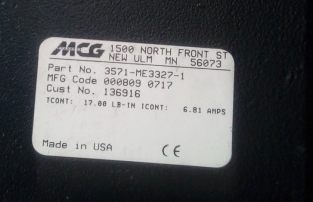 MCG 1500 NORTH FRONT ST
NEW ULM MN 56073
Part No. 3571-ME3327-1
MFG Code 000809 0717
Cust No. 136916
TCONT: 17.00 LB-IN ICONT: 6.81 AMPS
Made in USA CE